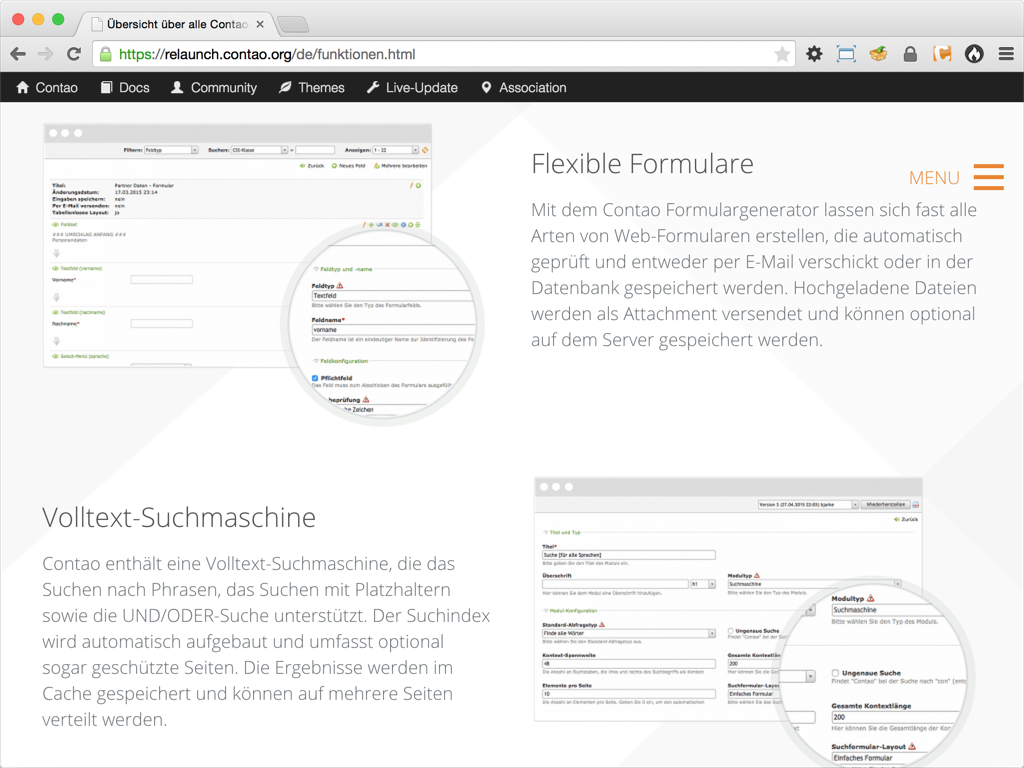 Übersicht über alle Contao
https://relaunch.contao.org/de/funktionen.html
Contao Docs Community Themes Live-Update Association
Filtern: Feldtyp Suchen: CSS-Klasse = Anzeigen: 1 - 32
Zurück Neues Feld Mehrere bearbeiten
Titel: Partner Daten - Formular
Änderungsdatum: 17.03.2015 23:14
Eingaben speichern: nein
Per E-Mail versenden: nein
Tabellenloses Layout: ja
Fieldset
### UMSCHLAG ANFANG ###
Personendaten
Textfeld (vorname)
Vorname*
Textfeld (nachname)
Nachname*
Select-Menü (sprache)
Feldtyp und -name
Feldtyp
Textfeld
Bitte wählen Sie den Typ des Formularfelds.
Feldname*
vorname
Der Feldname ist ein eindeutiger Name zur Identifizierung des Fe
Feldkonfiguration
Pflichtfeld
Das Feld muss zum Abschicken des Formulars ausgefüll
beprüfung
che Zeichen
Flexible Formulare
MENU
Mit dem Contao Formulargenerator lassen sich fast alle
Arten von Web-Formularen erstellen, die automatisch
geprüft und entweder per E-Mail verschickt oder in der
Datenbank gespeichert werden. Hochgeladene Dateien
werden als Attachment versendet und können optional
auf dem Server gespeichert werden.
Volltext-Suchmaschine
Contao enthält eine Volltext-Suchmaschine, die das
Suchen nach Phrasen, das Suchen mit Platzhaltern
sowie die UND/ODER-Suche unterstützt. Der Suchindex
wird automatisch aufgebaut und umfasst optional
sogar geschützte Seiten. Die Ergebnisse werden im
Cache gespeichert und können auf mehrere Seiten
verteilt werden.
Version 5 (27.04.2015 22:03) bjarke Wiederherstellen
Zurück
Titel und Typ
Titel*
Suche [für alle Sprachen]
Bitte geben Sie den Titel des Moduls ein.
Überschrift
h1
Hier können Sie dem Modul eine Überschrift hinzufügen.
Modultyp
Suchmaschine
Bitte wählen Sie den Typ des Moduls.
Modul-Konfiguration
Standard-Abfragetyp
Finde alle Wörter
Bitte wählen Sie den Standard-Abfragetyp aus.
Ungenaue Suche
Findet "Contao" bei der Suc
Kontext-Spannweite
48
Die Anzahl an Buchstaben, die links und rechts des Suchbegriffs als Kontext
Gesamte Kontextlän
200
Hier können Sie die Gesamt
Elemente pro Seite
10
Die Anzahl an Elementen pro Seite. Geben Sie 0 ein, um den automatischen
Suchformular-Layou
Einfaches Formular
Bitte wählen Sie das Suc
Modultyp
Suchmaschine
Bitte wählen Sie den Typ des Moduls.
Ungenaue Suche
Findet "Contao" bei der Suche nach "con" (ents
Gesamte Kontextlänge
200
Hier können Sie die Gesamtlänge der Kon
Suchformular-Layout
Einfaches Formular